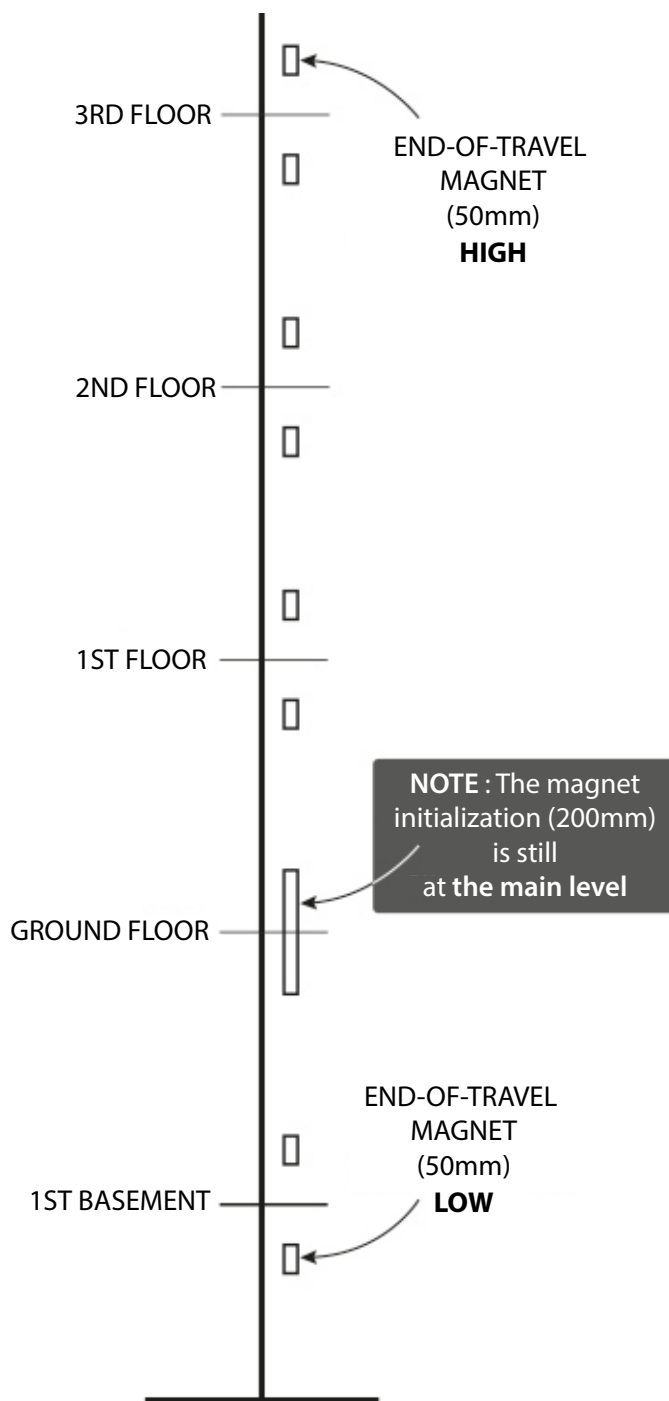 3RD FLOOR
END-OF-TRAVEL
MAGNET
(50mm)
HIGH
2ND FLOOR
1ST FLOOR
NOTE : The magnet
initialization (200mm)
is still
at the main level
GROUND FLOOR
END-OF-TRAVEL
MAGNET
(50mm)
LOW
1ST BASEMENT